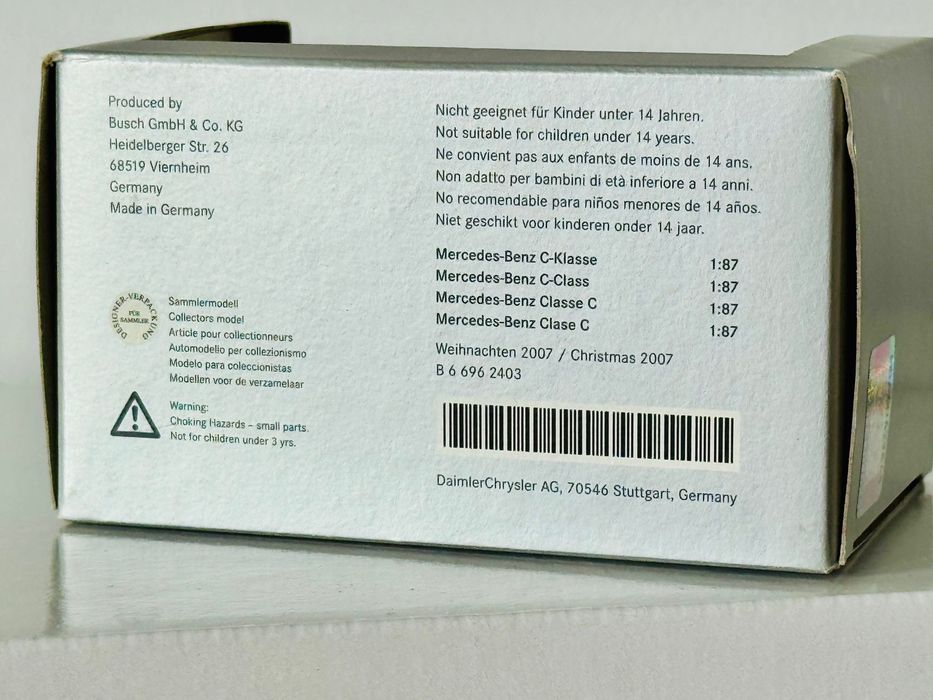 Produced by
Busch GmbH & Co. KG
Heidelberger Str. 26
68519 Viernheim
Germany
Made in Germany
DESIGNER-VERPACKUNG
FÜR
SAMMLER
Sammlermodell
Collectors model
Article pour collectionneurs
Automodelio per collezionismo
Modelo para coleccionistas
Modellen voor de verzamelaar
Warning:
Choking Hazards – small parts.
Not for children under 3 yrs.
Nicht geeignet für Kinder unter 14 Jahren.
Not suitable for children under 14 years.
Ne convient pas aux enfants de moins de 14 ans.
Non adatto per bambini di età inferiore a 14 anni.
No recomendable para niños menores de 14 años.
Niet geschikt voor kinderen onder 14 jaar.
Mercedes-Benz C-Klasse 1:87
Mercedes-Benz C-Class 1:87
Mercedes-Benz Classe C 1:87
Mercedes-Benz Clase C 1:87
Weihnachten 2007 / Christmas 2007
B 6 696 2403
DaimlerChrysler AG, 70546 Stuttgart, Germany